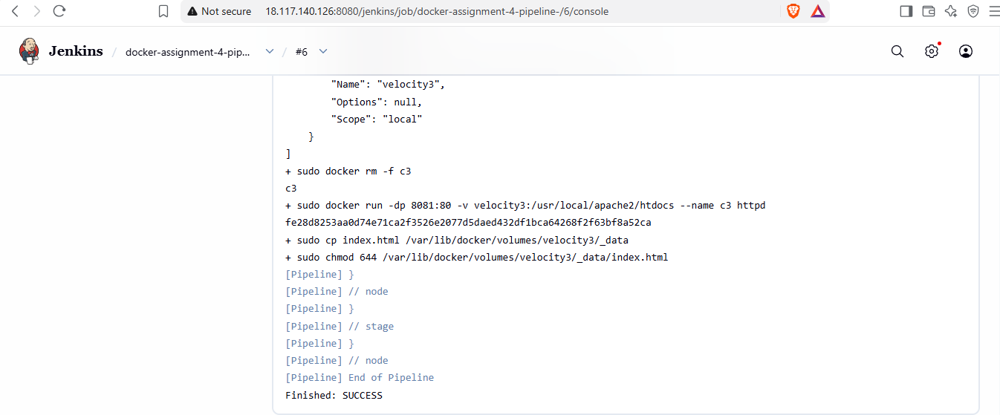 Not secure 18.117.140.126:8080/jenkins/job/docker-assignment-4-pipeline-/6/console
Jenkins / docker-assignment-4-pip... / #6
"Name": "velocity3",
"Options": null,
"Scope": "local"
}
]
+ sudo docker rm -f c3
c3
+ sudo docker run -dp 8081:80 -v velocity3:/usr/local/apache2/htdocs --name c3 httpd
fe28d8253aa0d74e71ca2f3526e2077d5daed432df1bca64268f2f63bf8a52ca
+ sudo cp index.html /var/lib/docker/volumes/velocity3/_data
+ sudo chmod 644 /var/lib/docker/volumes/velocity3/_data/index.html
[Pipeline] }
[Pipeline] // node
[Pipeline] }
[Pipeline] // stage
[Pipeline] }
[Pipeline] // node
[Pipeline] End of Pipeline
Finished: SUCCESS